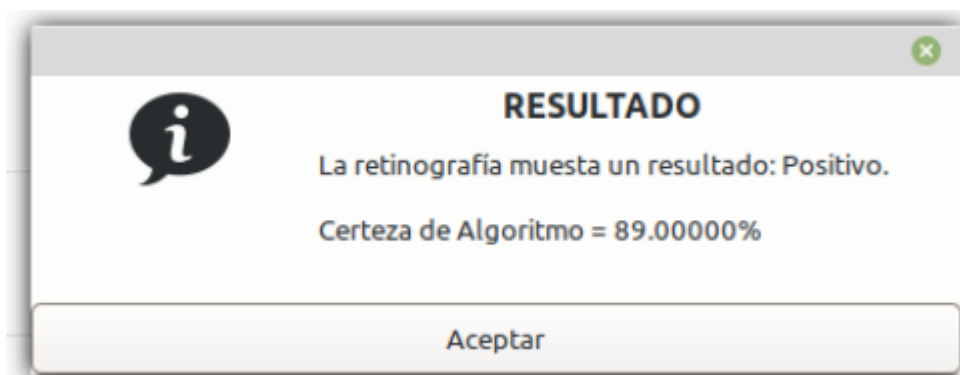 RESULTADO
La retinografía muesta un resultado: Positivo.
Certeza de Algoritmo = 89.00000%
Aceptar